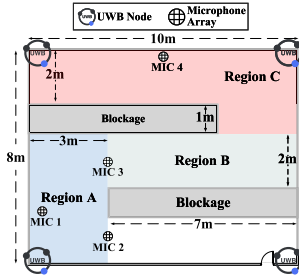 UWB Node
Microphone
Array
10m
UWB
UWB
2m
MIC 4
Region C
Blockage
1m
3m
8m
MIC 3
Region B
2m
Region A
Blockage
MIC 1
7m
MIC 2
UWB
UWB